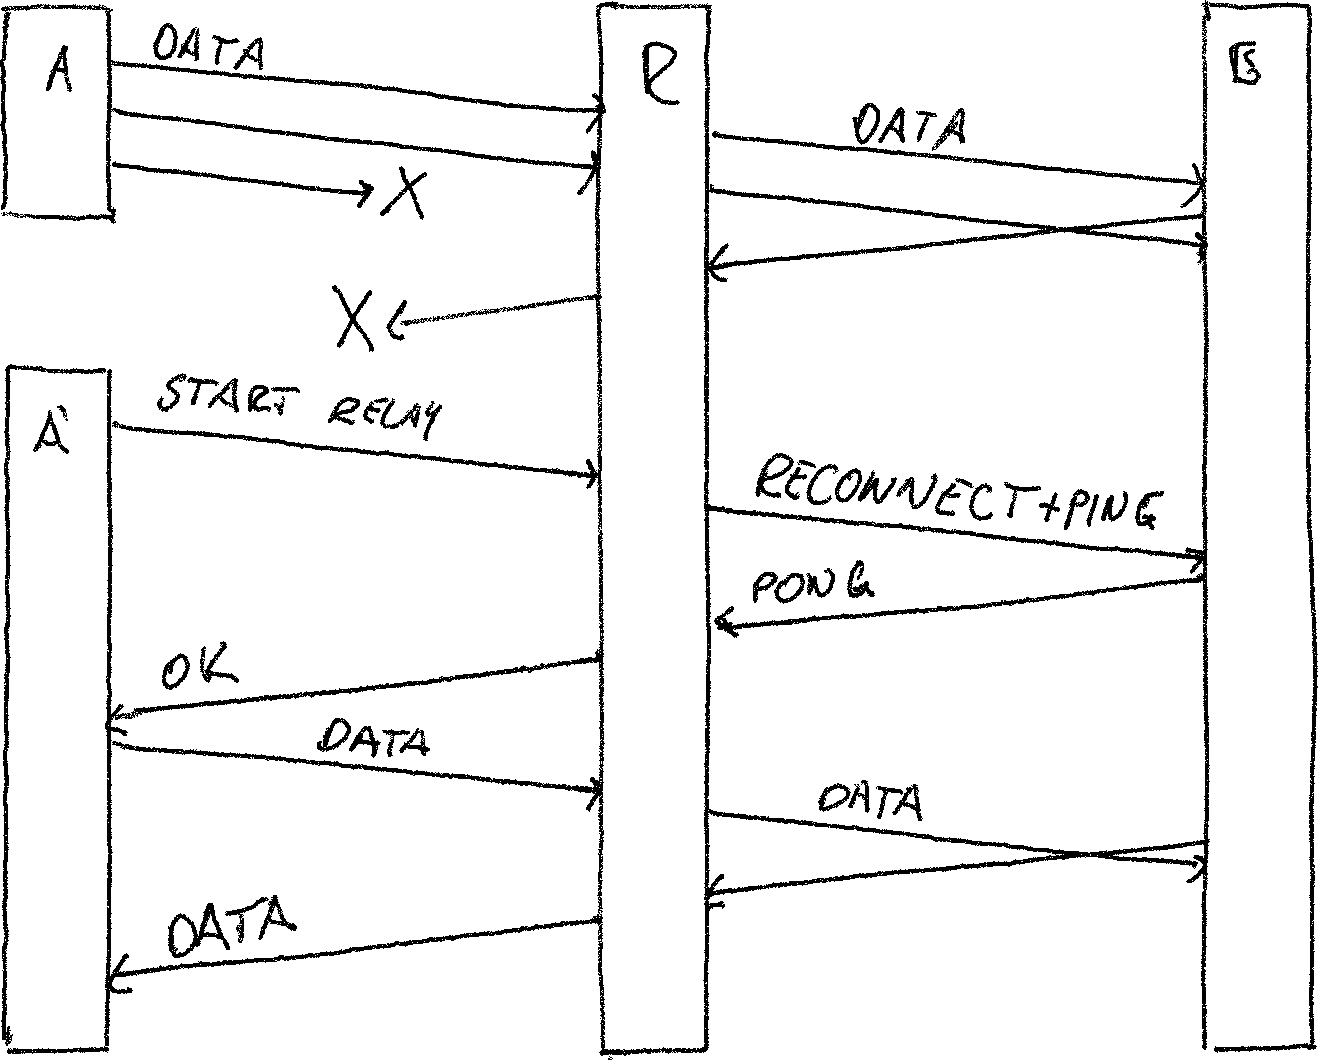 A
DATA
R
B
DATA
X
X
A'
START RELAY
RECONNECT+PING
PONG
OK
DATA
DATA
DATA